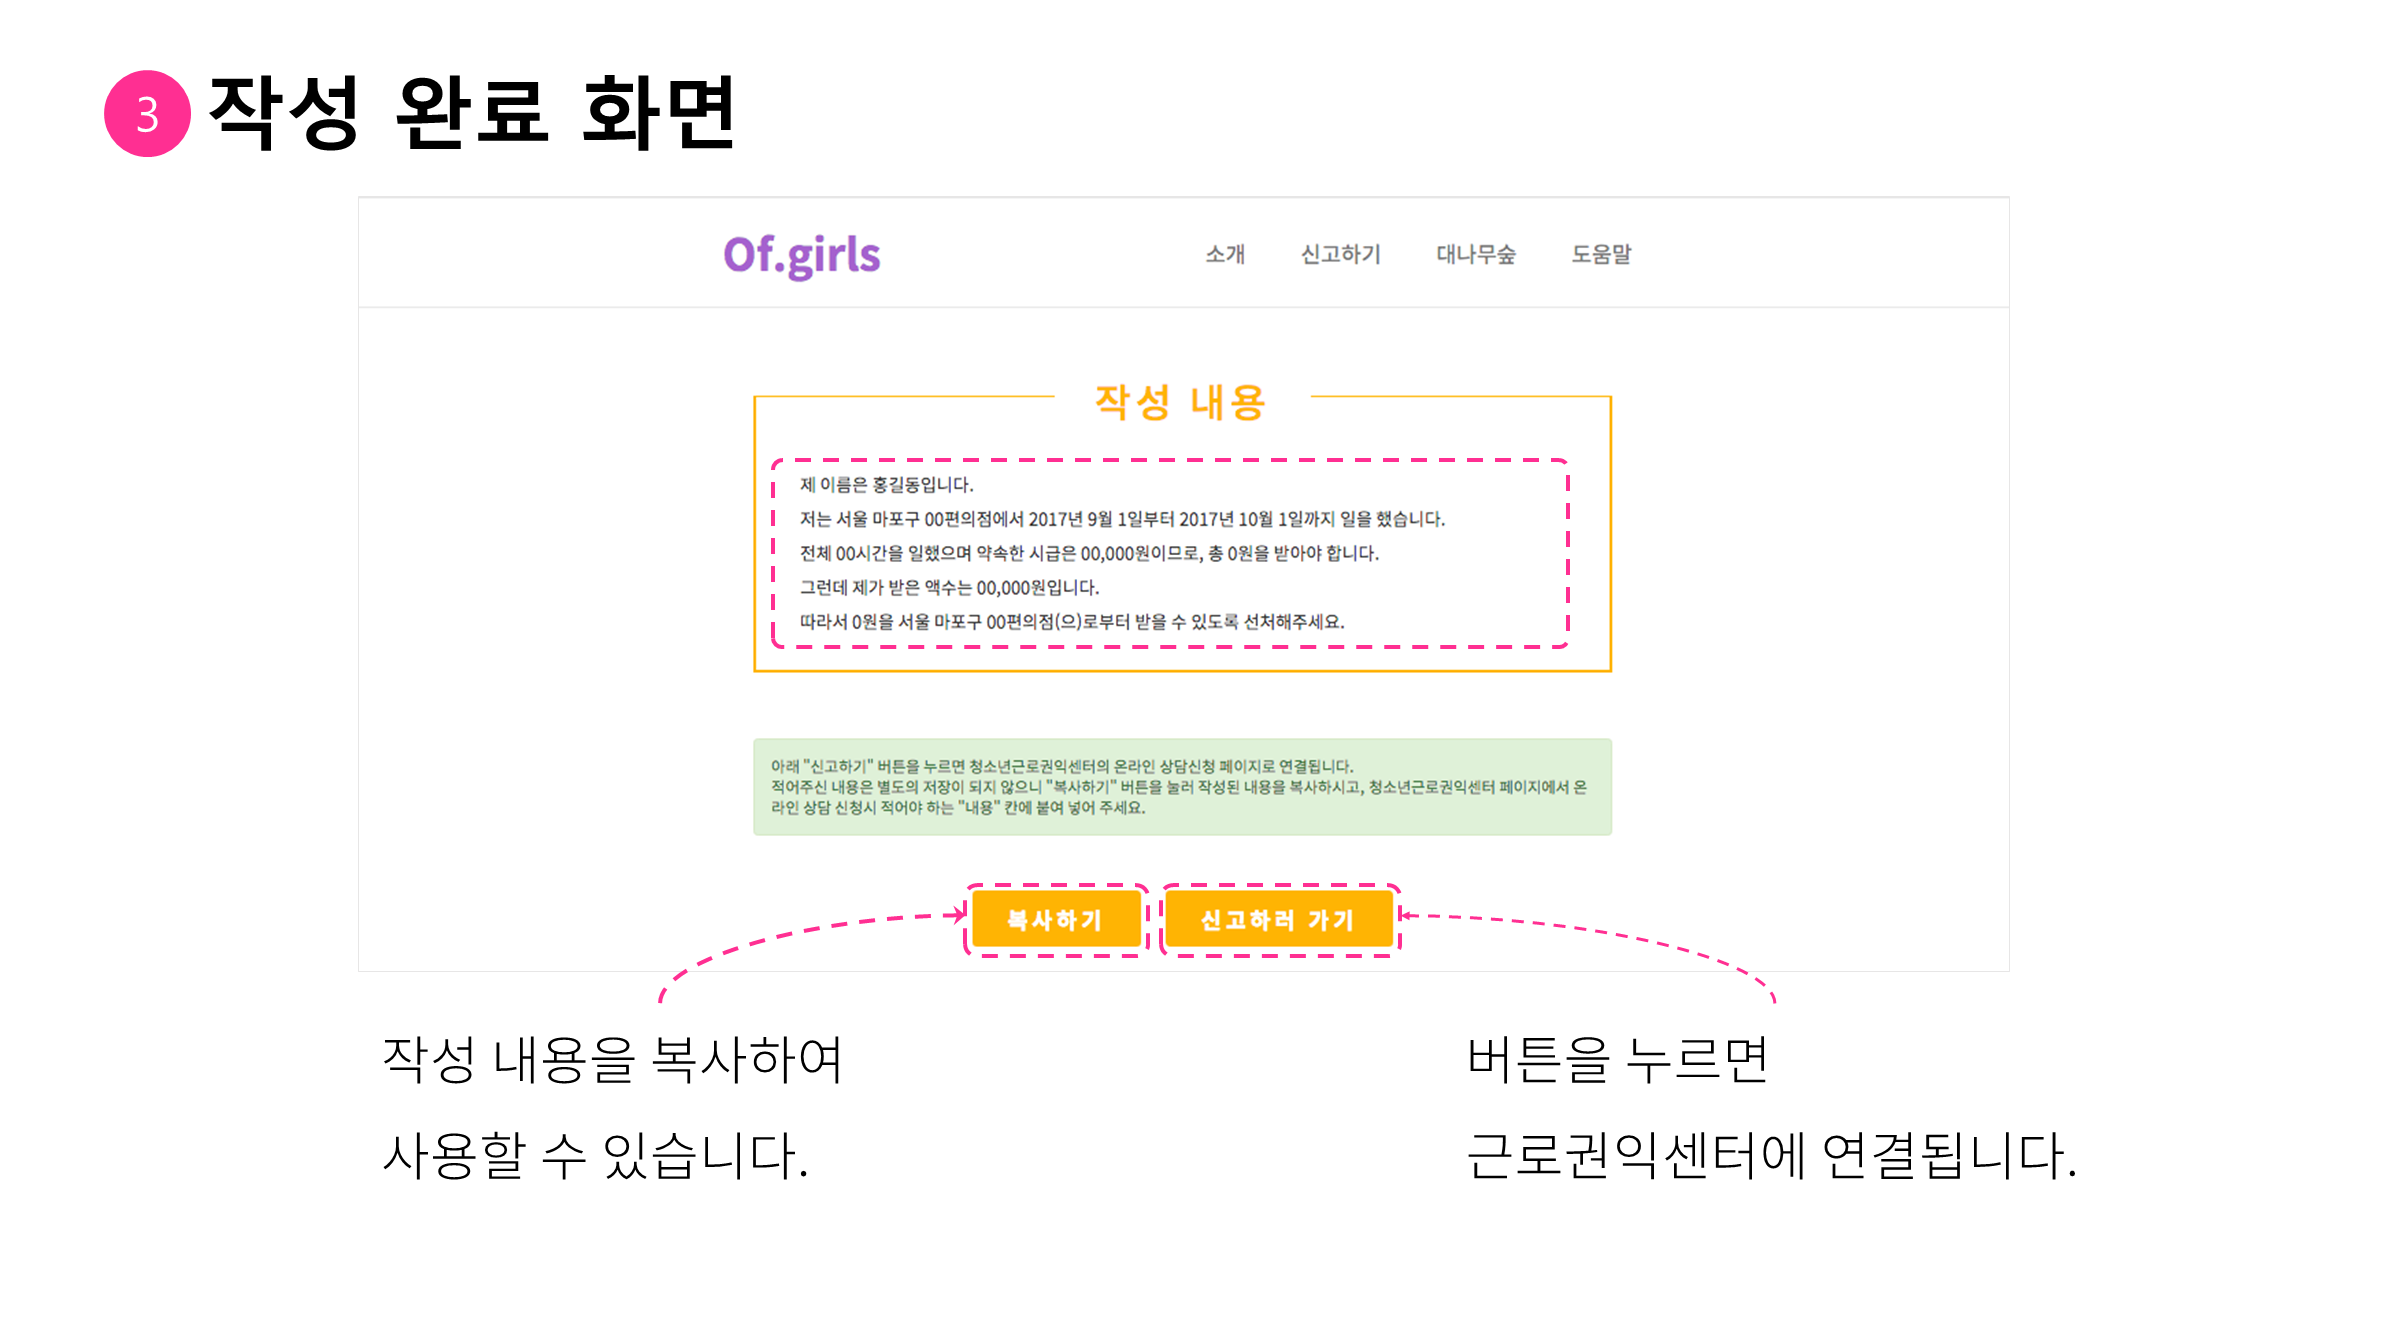 3 작성 완료 화면
Of.girls 소개 신고하기 대나무숲 도움말
작성 내용
제 이름은 홍길동입니다.
저는 서울 마포구 00편의점에서 2017년 9월 1일부터 2017년 10월 1일까지 일을 했습니다.
전체 00시간을 일했으며 약속한 시급은 00,000원이므로, 총 0원을 받아야 합니다.
그런데 제가 받은 액수는 00,000원입니다.
따라서 0원을 서울 마포구 00편의점(으)로부터 받을 수 있도록 선처해주세요.
아래 "신고하기" 버튼을 누르면 청소년근로권익센터의 온라인 상담신청 페이지로 연결됩니다.
적어주신 내용은 별도의 저장이 되지 않으니 "복사하기" 버튼을 눌러 작성된 내용을 복사하시고, 청소년근로권익센터 페이지에서 온
라인 상담 신청시 적어야 하는 "내용" 칸에 붙여 넣어 주세요.
복사하기 신고하러 가기
작성 내용을 복사하여
사용할 수 있습니다.
버튼을 누르면
근로권익센터에 연결됩니다.